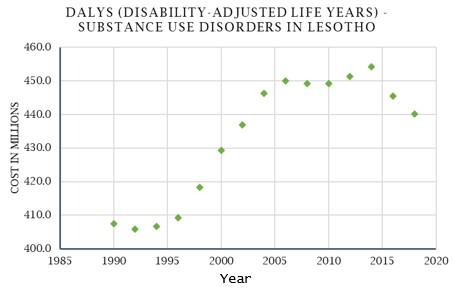 DALYS (DISABILITY-ADJUSTED LIFE YEARS) -
SUBSTANCE USE DISORDERS IN LESOTHO
COST IN MILLIONS
460.0
450.0
440.0
430.0
420.0
410.0
400.0
1985 1990 1995 2000 2005 2010 2015 2020
Year